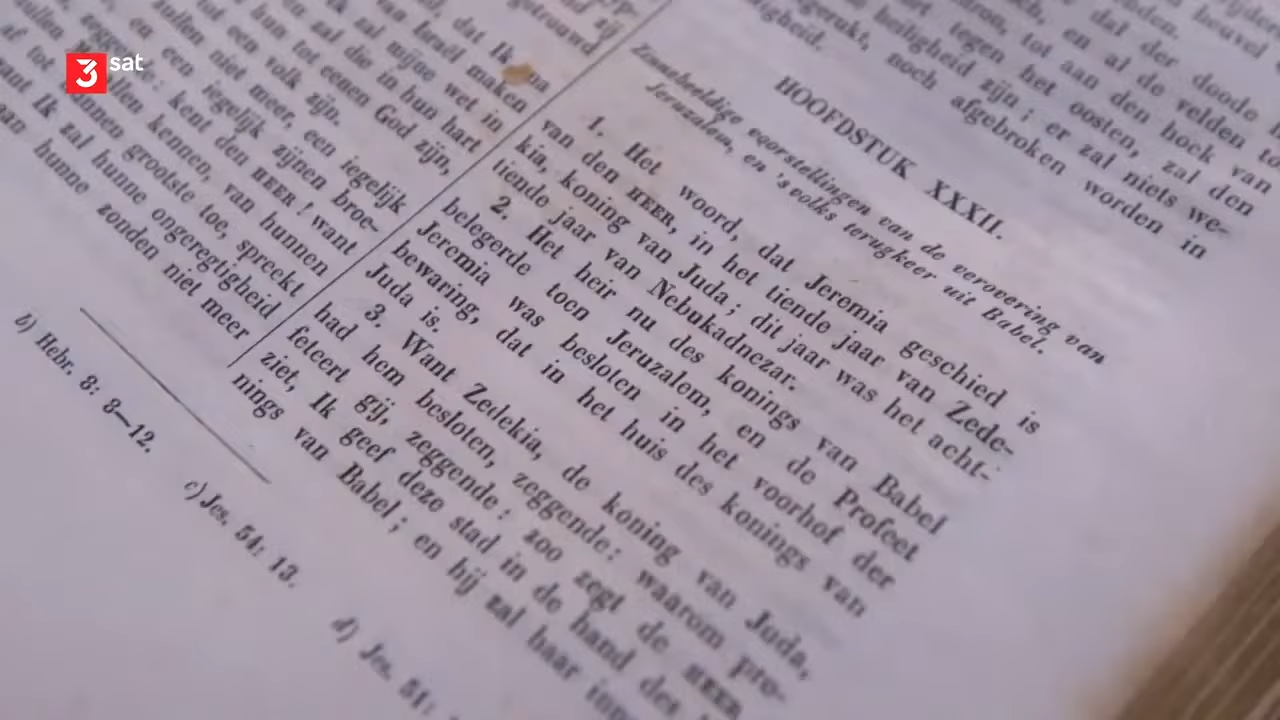 3sat
dat Ik na
van Israël maken
Ik zal mijne wet in
zal die in hun hart
hun tot eenen God zijn,
tot een volk zijn.
zullen niet meer, een iegelijk
en een iegelijk zijnen broe-
kent den HEER! want
kennen, van hunnen
grootste toe, spreekt
want Ik zal hunne ongeregtigheid
hunne zonden niet meer
b) Hebr. 8: 8—12.
c) Jes. 54: 13.
d) Jes. 51:
dal der doode
en al de velden
tot aan den hoek van
tegen het oosten, zal den
heiligheid zijn; er zal niets we-
gerukt, noch afgebroken worden in
HOOFDSTUK XXXII.
Zinnebeeldige voorstellingen van de verovering van
Jeruzalem, en 's volks terugkeer uit Babel.
1. Het woord, dat Jeremia geschied is
van den HEER, in het tiende jaar van Zede-
kia, koning van Juda; dit jaar was het acht-
tiende jaar van Nebukadnezar.
2. Het heir nu des konings van Babel
belegerde toen Jeruzalem, en de Profeet
Jeremia was besloten in het voorhof der
bewaring, dat in het huis des konings van
Juda is.
3. Want Zedekia, de koning van Juda,
had hem besloten, zeggende: waarom pro-
feteert gij, zeggende: zoo zegt de HEER
ziet, Ik geef deze stad in de hand des
nings van Babel; en hij zal haar